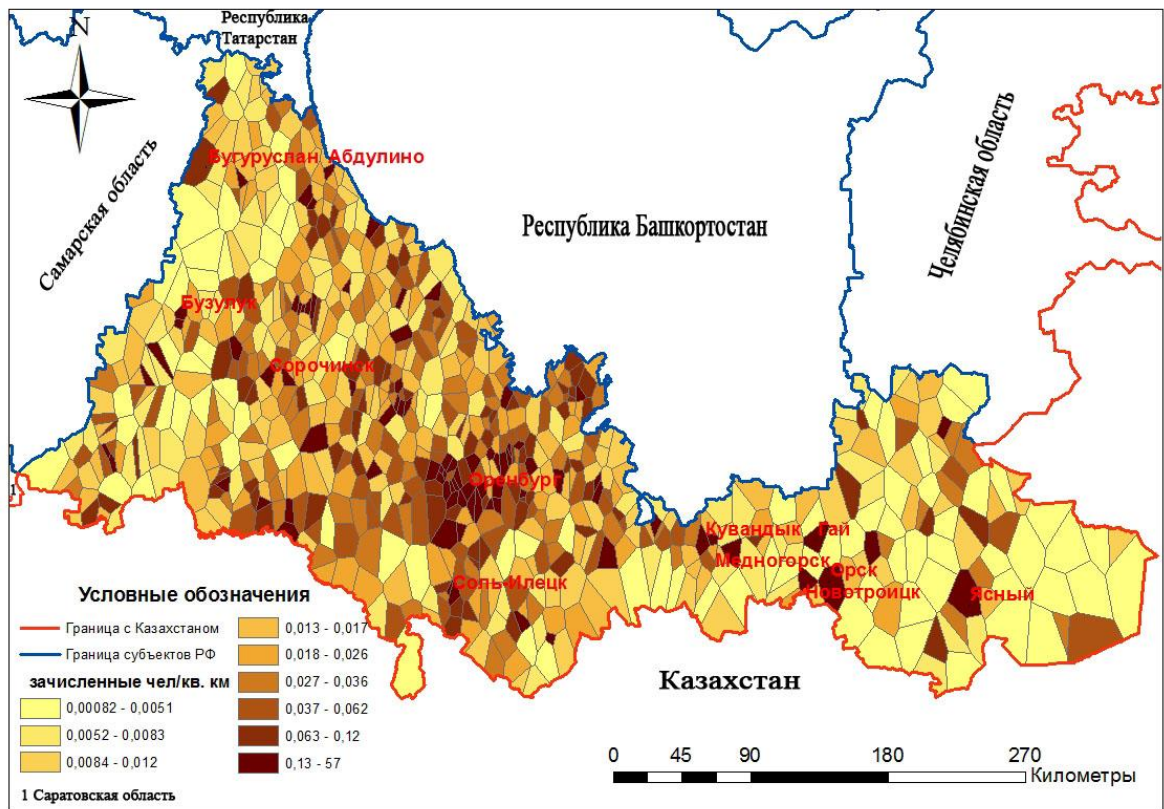 Республика
Татарстан
N
Самарская область
Бугуруслан Абдулино
Республика Башкортостан
Челябинская область
Бузулук
Сорочинск
Оренбург
1
Кувандык Гай
Медногорск
Орск
Новотроицк
Ясный
Соль-Илецк
Казахстан
Условные обозначения
Граница с Казахстаном
Граница субъектов РФ
зачисленные чел/кв. км
0,00082 - 0,0051
0,0052 - 0,0083
0,0084 - 0,012
0,013 - 0,017
0,018 - 0,026
0,027 - 0,036
0,037 - 0,062
0,063 - 0,12
0,13 - 57
1 Саратовская область
0 45 90 180 270
Километры